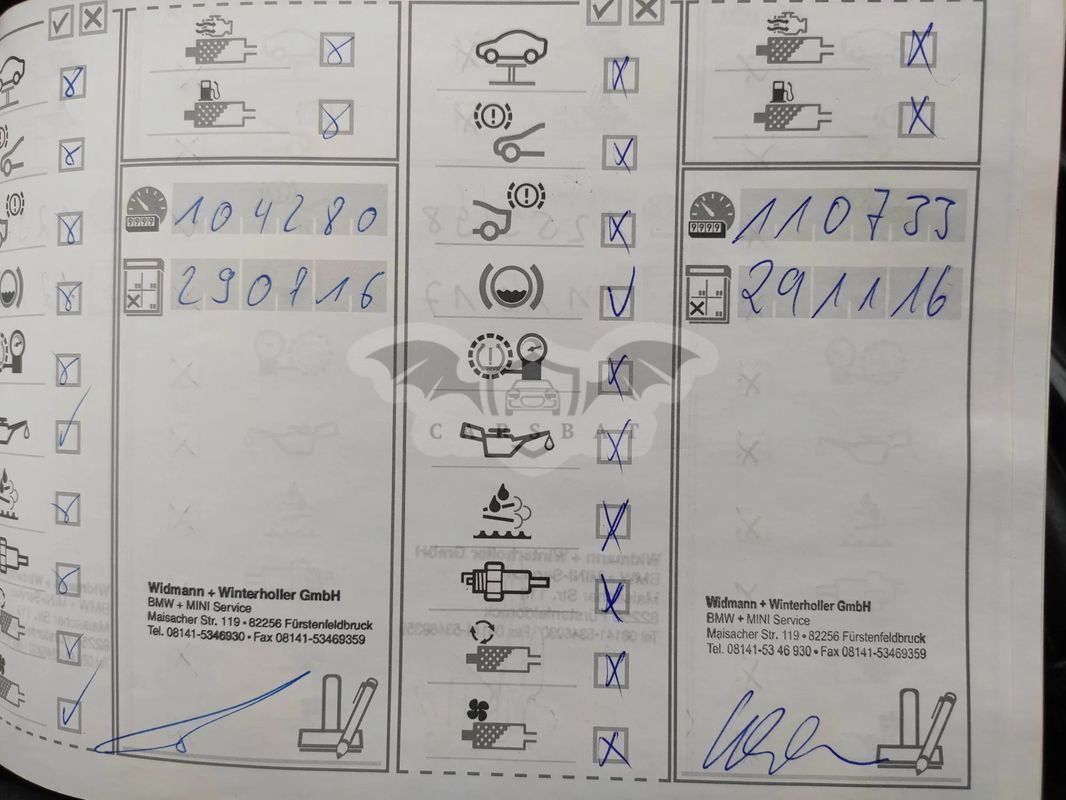 104280
290716
Widmann + Winterholler GmbH
BMW + MINI Service
Maisacher Str. 119 • 82256 Fürstenfeldbruck
Tel. 08141-5346930 • Fax 08141-53469359
CARSBAT
110733
291116
Widmann + Winterholler GmbH
BMW + MINI Service
Maisacher Str. 119 • 82256 Fürstenfeldbruck
Tel. 08141-53 46 930 • Fax 08141-53469359